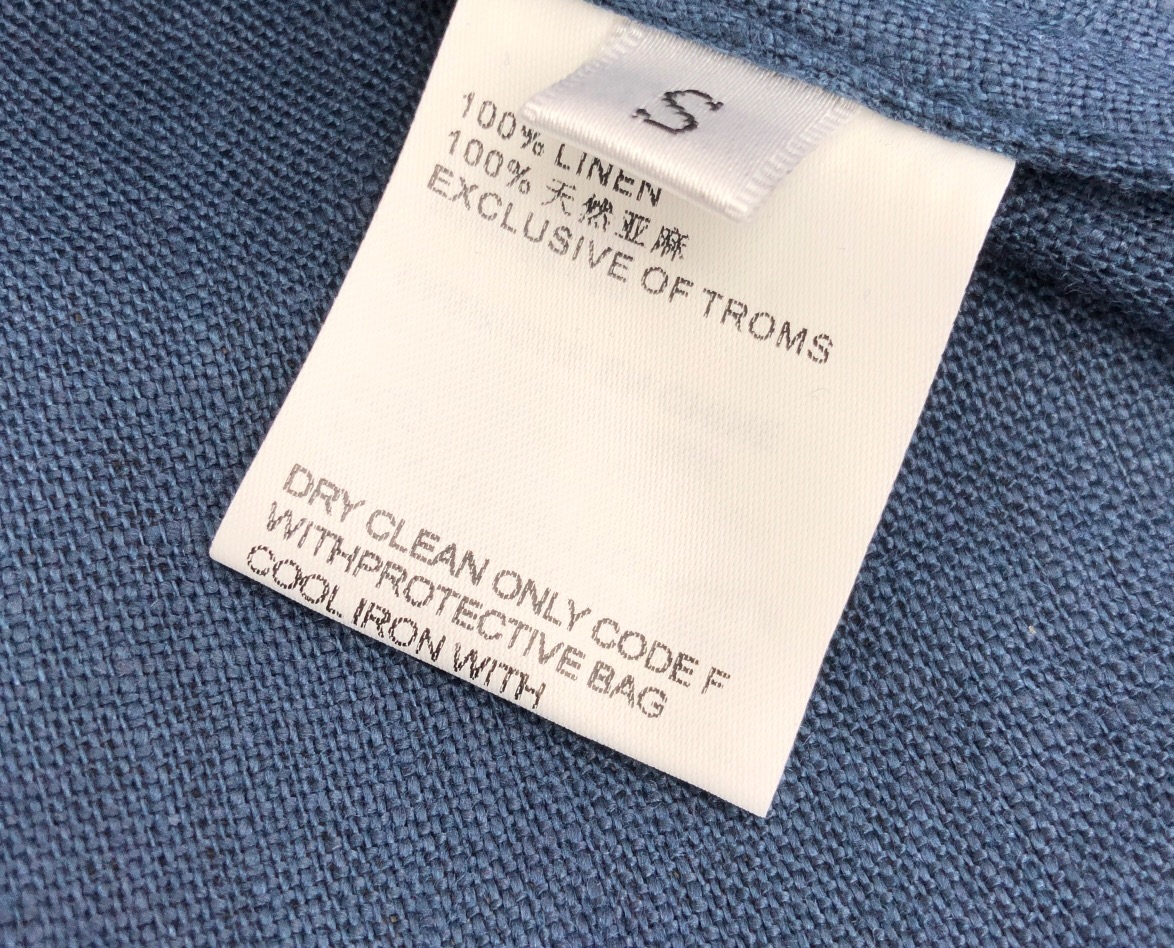 S
100% LINEN
100% 天然亚麻
EXCLUSIVE OF TROMS
DRY CLEAN ONLY CODE F
WITHPROTECTIVE BAG
COOL IRON WITH